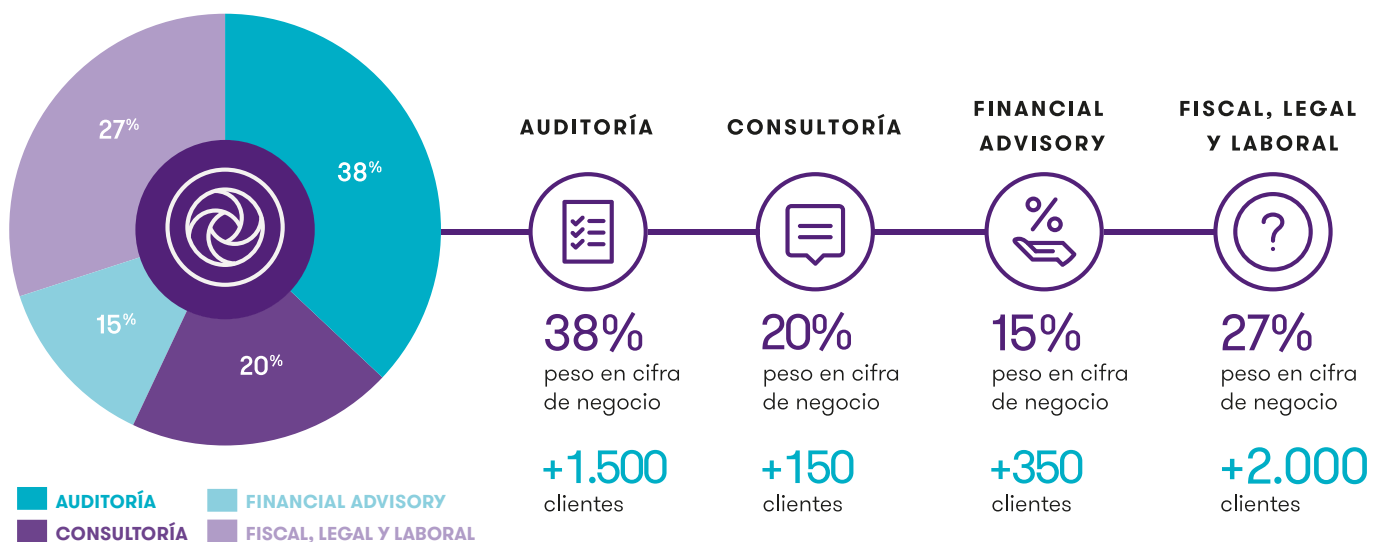 27%
38%
15%
20%
AUDITORÍA
FINANCIAL ADVISORY
CONSULTORÍA
FISCAL, LEGAL Y LABORAL
AUDITORÍA
38%
peso en cifra
de negocio
+1.500
clientes
CONSULTORÍA
20%
peso en cifra
de negocio
+150
clientes
FINANCIAL
ADVISORY
%
15%
peso en cifra
de negocio
+350
clientes
FISCAL, LEGAL
Y LABORAL
?
27%
peso en cifra
de negocio
+2.000
clientes